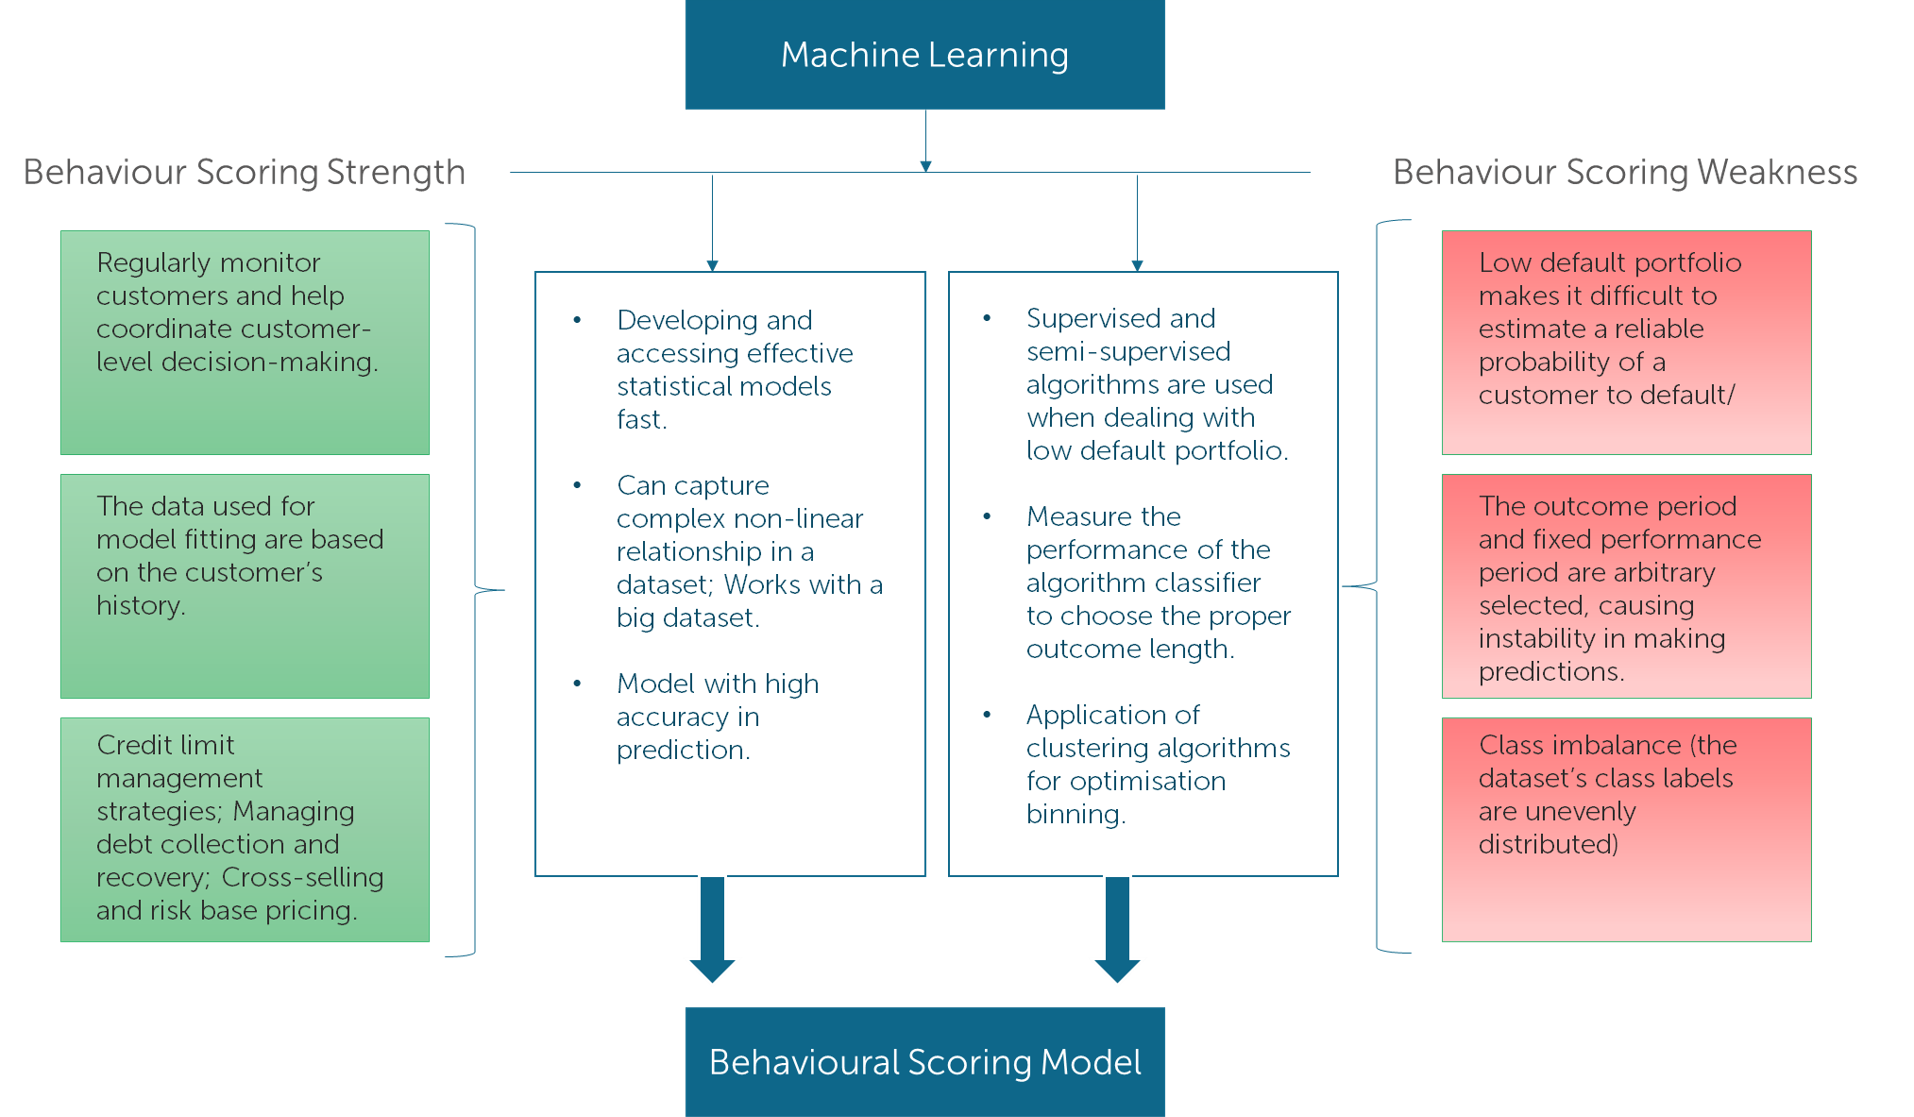 Machine Learning
Behaviour Scoring Strength
Behaviour Scoring Weakness
Regularly monitor
customers and help
coordinate customer-
level decision-making.
The data used for
model fitting are based
on the customer's
history.
Credit limit
management
strategies; Managing
debt collection and
recovery; Cross-selling
and risk base pricing.
• Developing and
accessing effective
statistical models
fast.
• Can capture
complex non-linear
relationship in a
dataset; Works with a
big dataset.
• Model with high
accuracy in
prediction.
• Supervised and
semi-supervised
algorithms are used
when dealing with
low default portfolio.
• Measure the
performance of the
algorithm classifier
to choose the proper
outcome length.
• Application of
clustering algorithms
for optimisation
binning.
Low default portfolio
makes it difficult to
estimate a reliable
probability of a
customer to default/
The outcome period
and fixed performance
period are arbitrary
selected, causing
instability in making
predictions.
Class imbalance (the
dataset's class labels
are unevenly
distributed)
Behavioural Scoring Model